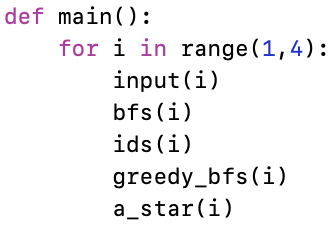 def main():
    for i in range(1,4):
        input(i)
        bfs(i)
        ids(i)
        greedy_bfs(i)
        a_star(i)